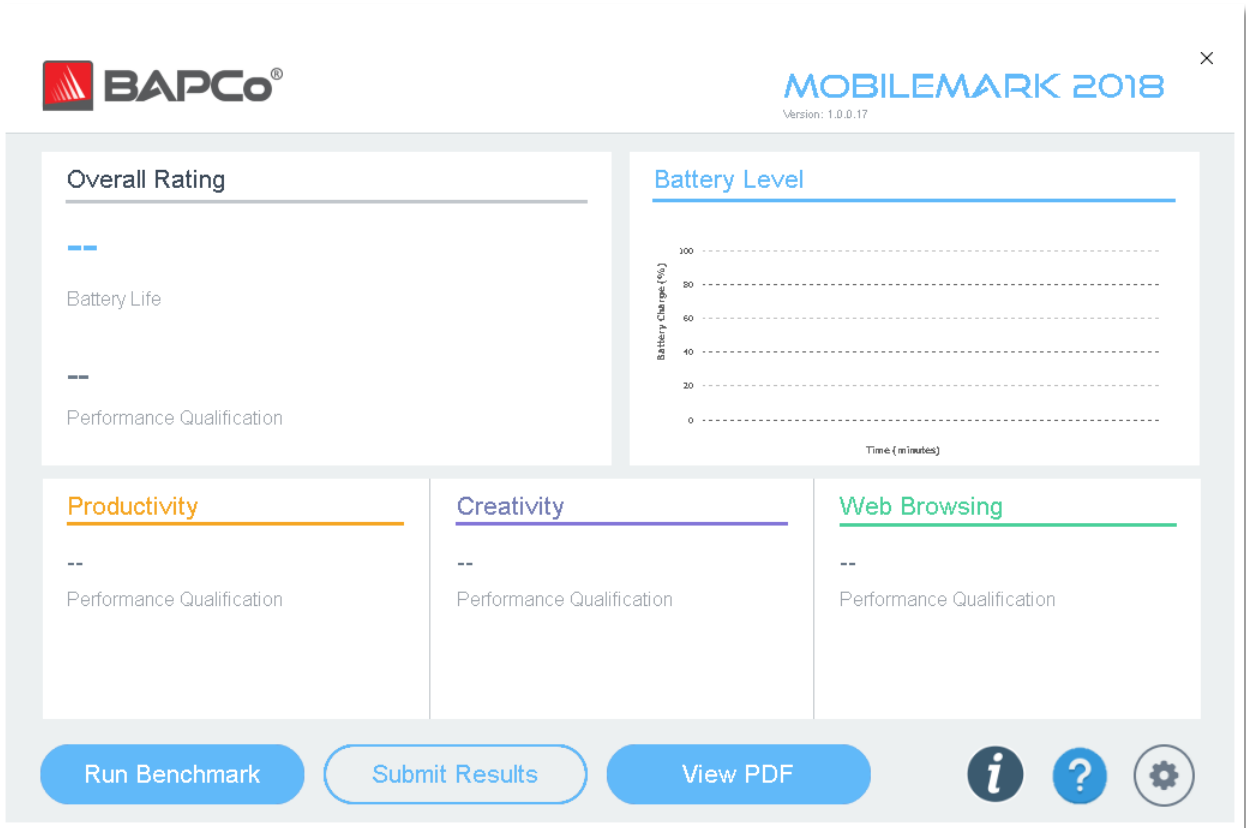 BAPCo®
MOBILEMARK 2018
Version: 1.0.0.17
Overall Rating
--
Battery Life
--
Performance Qualification
Battery Level
Battery Charge (%)
100
80
60
40
20
0
Time (minutes)
Productivity
--
Performance Qualification
Creativity
--
Performance Qualification
Web Browsing
--
Performance Qualification
Run Benchmark
Submit Results
View PDF
i
?